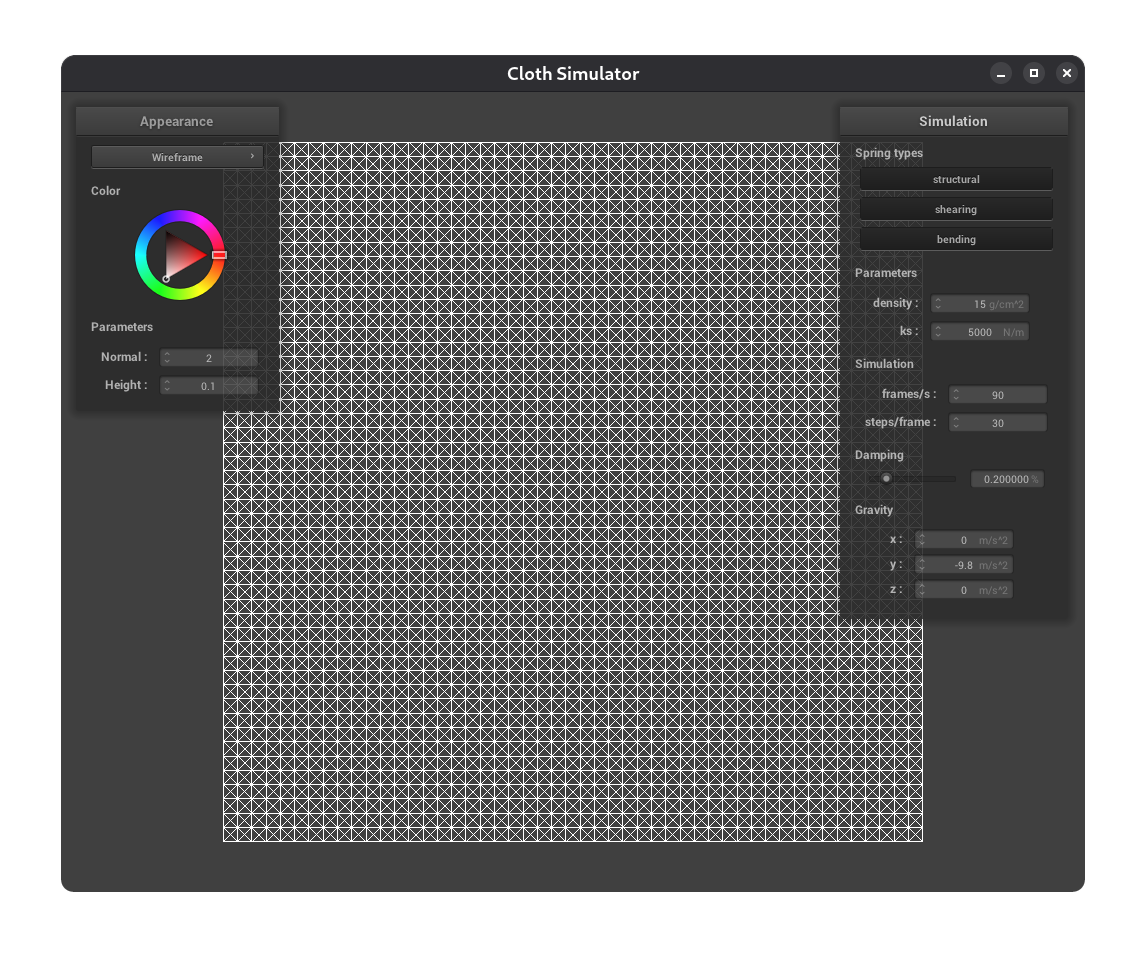 Cloth Simulator
Appearance
Wireframe
Color
Parameters
Normal : 2
Height : 0.1
Simulation
Spring types
structural
shearing
bending
Parameters
density : 15 g/cm^2
ks : 5000 N/m
Simulation
frames/s : 90
steps/frame : 30
Damping
0.200000 %
Gravity
x : 0 m/s^2
y : -9.8 m/s^2
z : 0 m/s^2